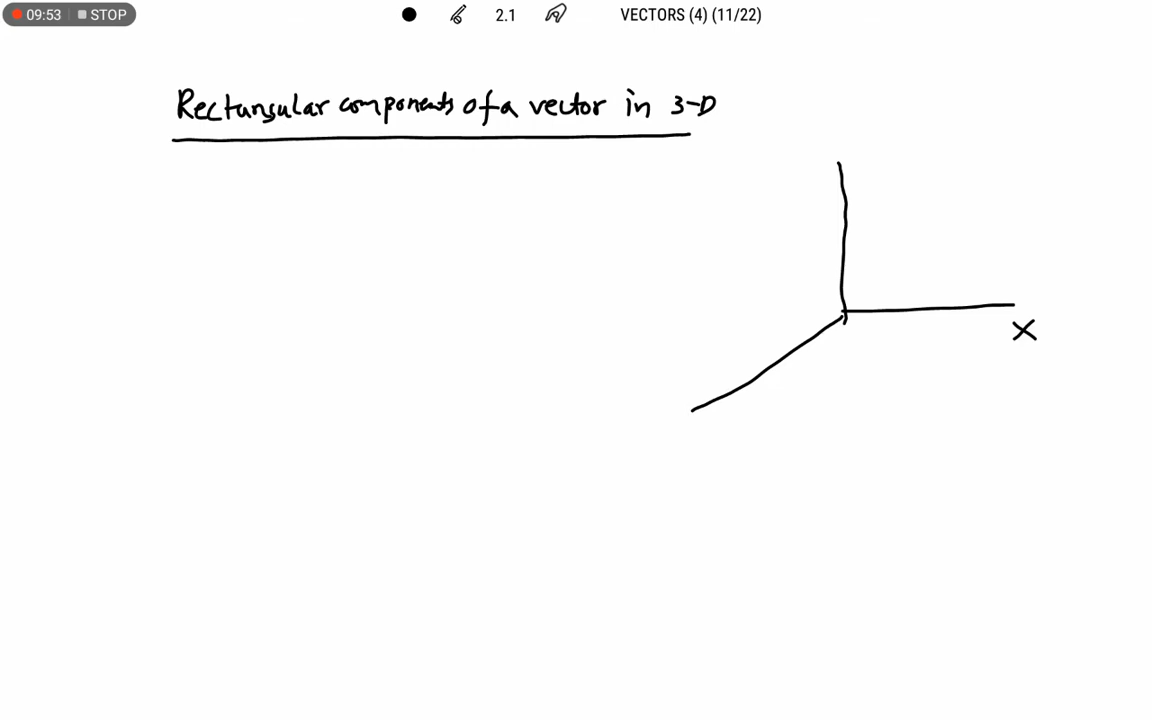 09:53 STOP 2.1 VECTORS (4) (11/22)
Rectangular components of a vector in 3-D
X